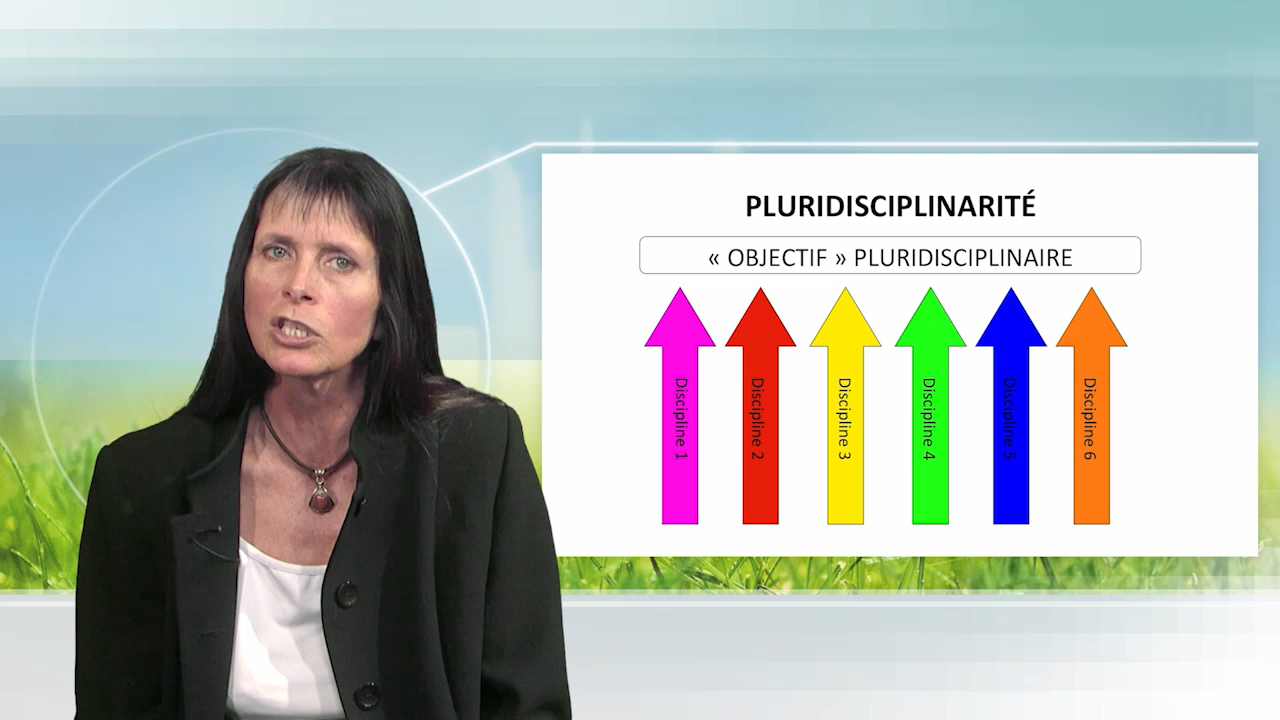 PLURIDISCIPLINARITÉ
« OBJECTIF » PLURIDISCIPLINAIRE
Discipline 1
Discipline 2
Discipline 3
Discipline 4
Discipline 5
Discipline 6